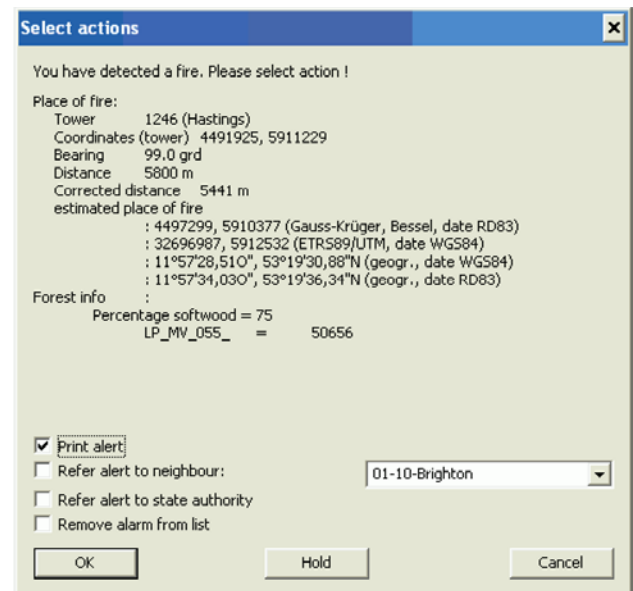 Select actions
You have detected a fire. Please select action !
Place of fire:
Tower 1246 (Hastings)
Coordinates (tower) 4491925, 5911229
Bearing 99.0 grd
Distance 5800 m
Corrected distance 5441 m
estimated place of fire
: 4497299, 5910377 (Gauss-Krüger, Bessel, date RD83)
: 32696987, 5912532 (ETRS89/UTM, date WGS84)
: 11°57'28,51O", 53°19'30,88"N (geogr., date WGS84)
: 11°57'34,03O", 53°19'36,34"N (geogr., date RD83)
Forest info :
Percentage softwood = 75
LP_MV_055_ = 50656
Print alert
Refer alert to neighbour: 01-10-Brighton
Refer alert to state authority
Remove alarm from list
OK Hold Cancel